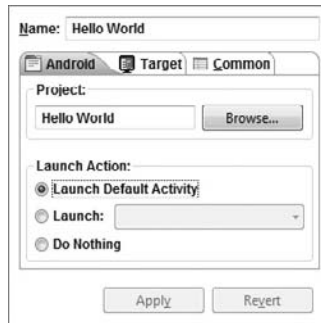 Name: Hello World
Android Target Common
Project:
Hello World Browse...
Launch Action:
Launch Default Activity
Launch:
Do Nothing
Apply Revert